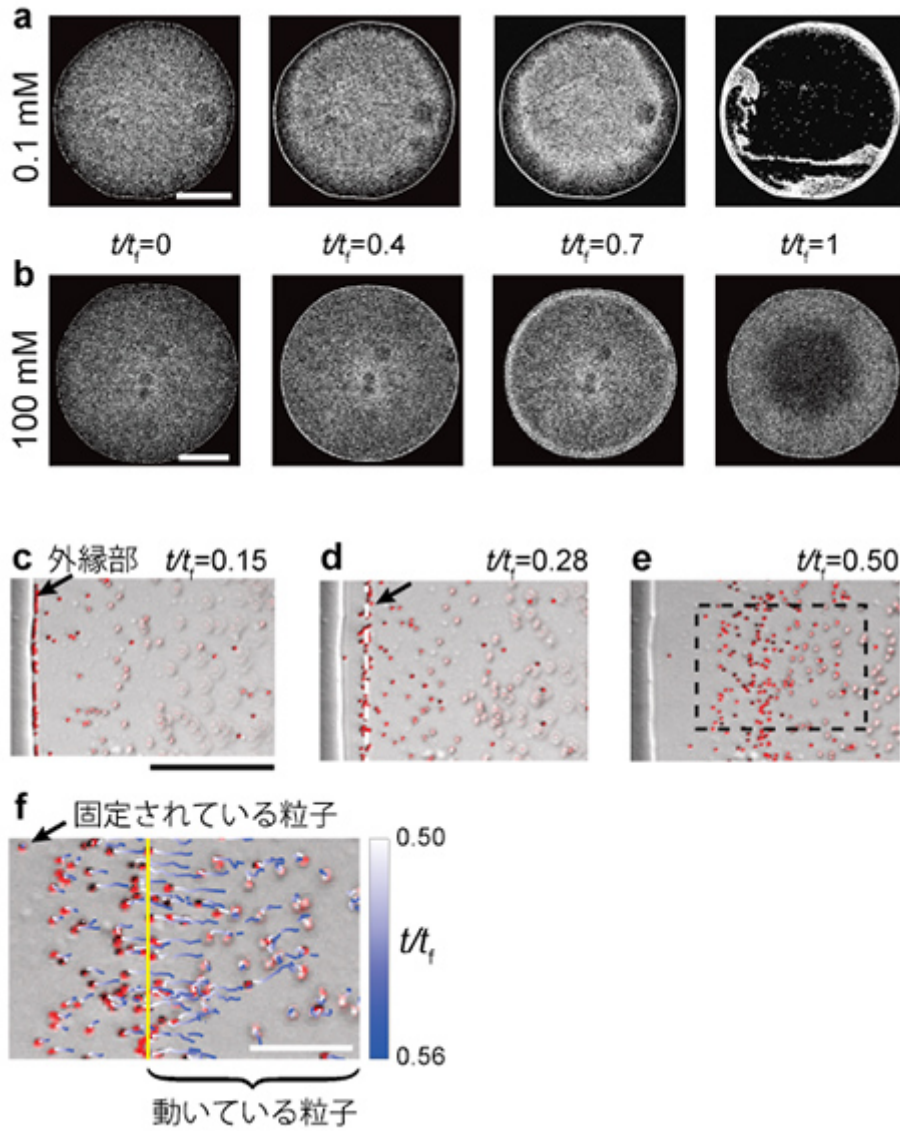 a
0.1 mM
t/tf=0 t/tf=0.4 t/tf=0.7 t/tf=1
b
100 mM
c 外縁部 t/tf=0.15
d t/tf=0.28
e t/tf=0.50
f 固定されている粒子
0.50
t/tf
0.56
動いている粒子